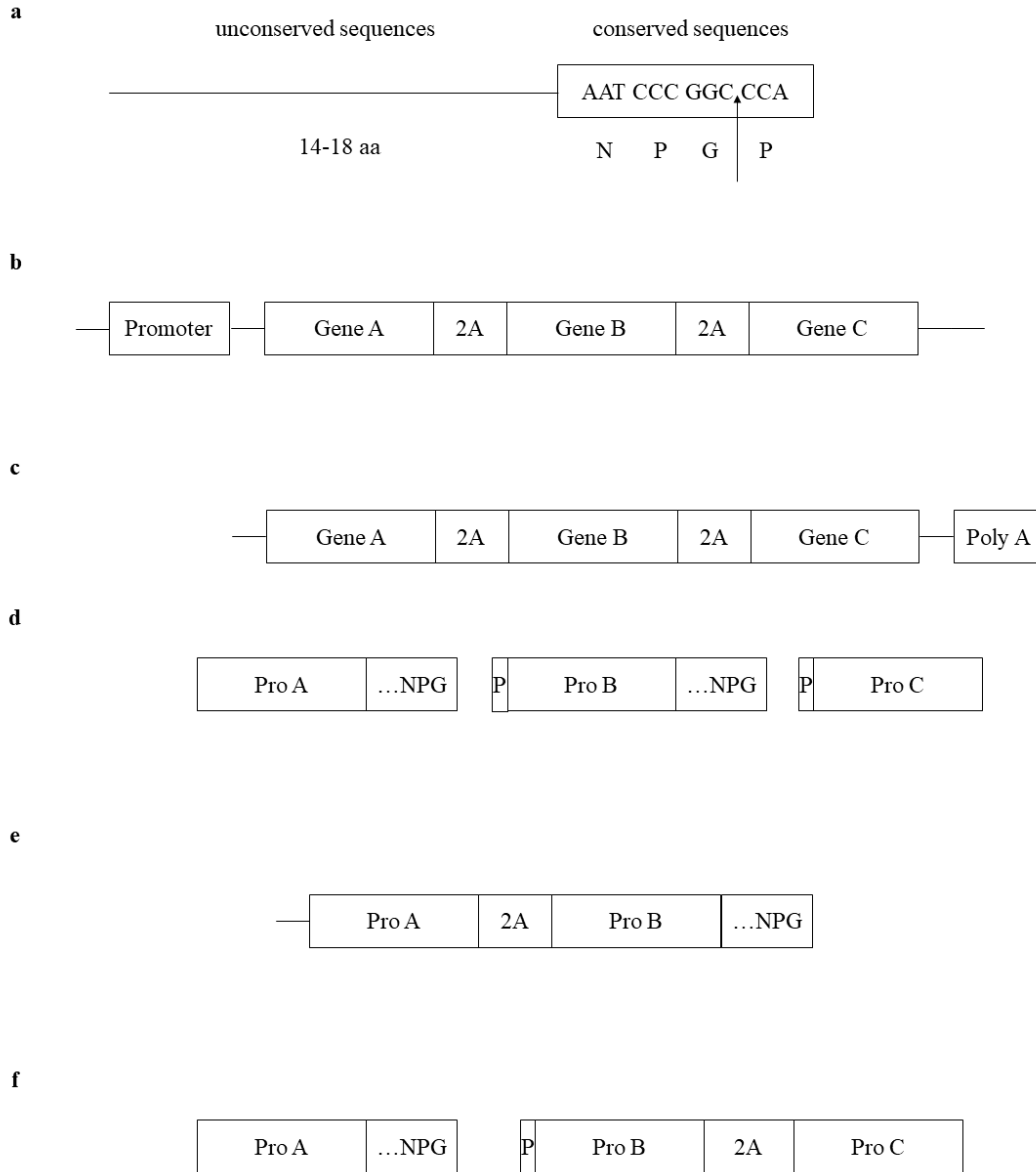 a
unconserved sequences conserved sequences
AAT CCC GGC CCA
14-18 aa N P G P
b
Promoter Gene A 2A Gene B 2A Gene C
c
Gene A 2A Gene B 2A Gene C Poly A
d
Pro A …NPG P Pro B …NPG P Pro C
e
Pro A 2A Pro B …NPG
f
Pro A …NPG P Pro B 2A Pro C